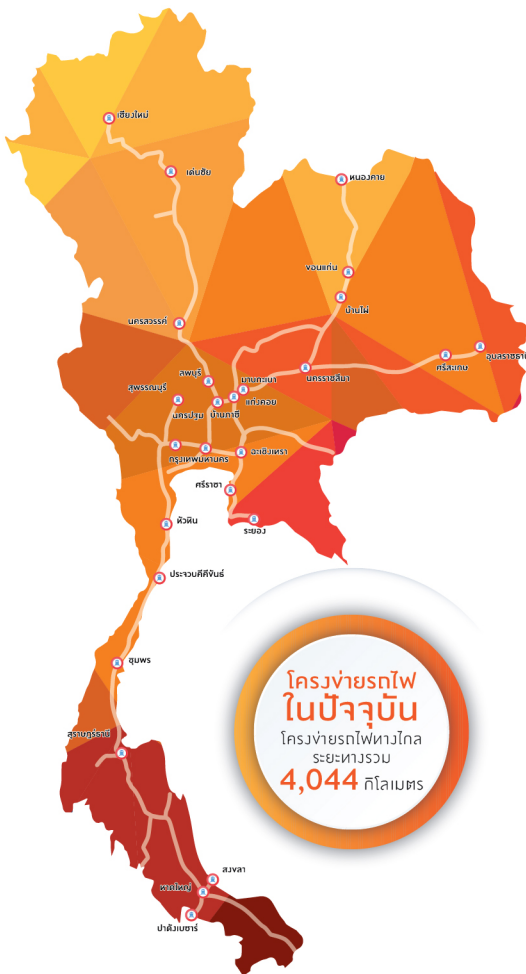 เชียงใหม่
เด่นชัย
หนองคาย
ขอนแก่น
บ้านไผ่
นครสวรรค์
ลพบุรี
มาบกะเบา
สุพรรณบุรี
แก่งคอย
นครปฐม
บ้านภาชี
นครราชสีมา
ศรีสะเกษ
อุบลราชธานี
กรุงเทพมหานคร
ฉะเชิงเทรา
ศรีราชา
ระยอง
หัวหิน
ประจวบคีรีขันธ์
ชุมพร
สุราษฎร์ธานี
สงขลา
หาดใหญ่
ปาดังเบซาร์
โครงข่ายรถไฟ
ในปัจจุบัน
โครงข่ายรถไฟทางไกล
ระยะทางรวม
4,044 กิโลเมตร